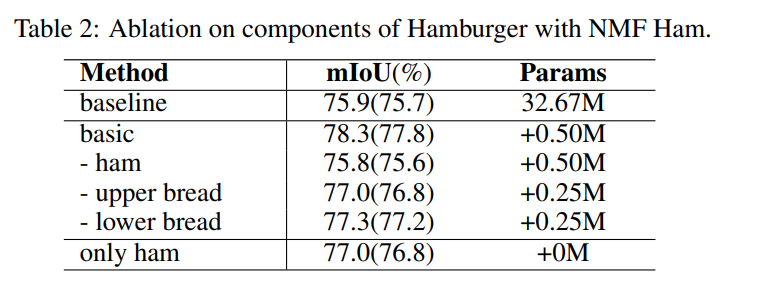 Table 2: Ablation on components of Hamburger with NMF Ham.
Method mIoU(%) Params
baseline 75.9(75.7) 32.67M
basic 78.3(77.8) +0.50M
- ham 75.8(75.6) +0.50M
- upper bread 77.0(76.8) +0.25M
- lower bread 77.3(77.2) +0.25M
only ham 77.0(76.8) +0M